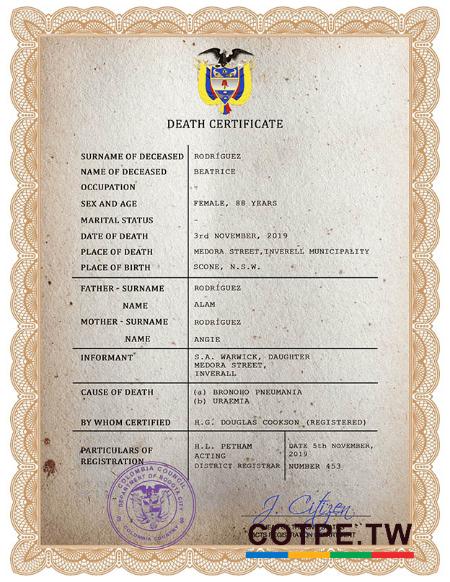 DEATH CERTIFICATE
SURNAME OF DECEASED RODRÍGUEZ
NAME OF DECEASED BEATRICE
OCCUPATION -
SEX AND AGE FEMALE, 88 YEARS
MARITAL STATUS -
DATE OF DEATH 3rd NOVEMBER, 2019
PLACE OF DEATH MEDORA STREET,INVERELL MUNICIPALITY
PLACE OF BIRTH SCONE, N.S.W.
FATHER - SURNAME RODRÍGUEZ
NAME ALAM
MOTHER - SURNAME RODRÍGUEZ
NAME ANGIE
INFORMANT S.A. WARWICK, DAUGHTER
MEDORA STREET,
INVERALL
CAUSE OF DEATH (a) BRONOHO PNEUMANIA
(b) URAEMIA
BY WHOM CERTIFIED H.G. DOUGLAS COOKSON (REGISTERED)
PARTICULARS OF REGISTRATION
H.L. PETHAM
ACTING
DISTRICT REGISTRAR
DATE 5th NOVEMBER,
2019
NUMBER 453
COLOMBIA COUNCIL
DEPARTMENT OF BOGOTA CITY
COLOMBIA COUNCIL
J. Citizen
COTPE.TW